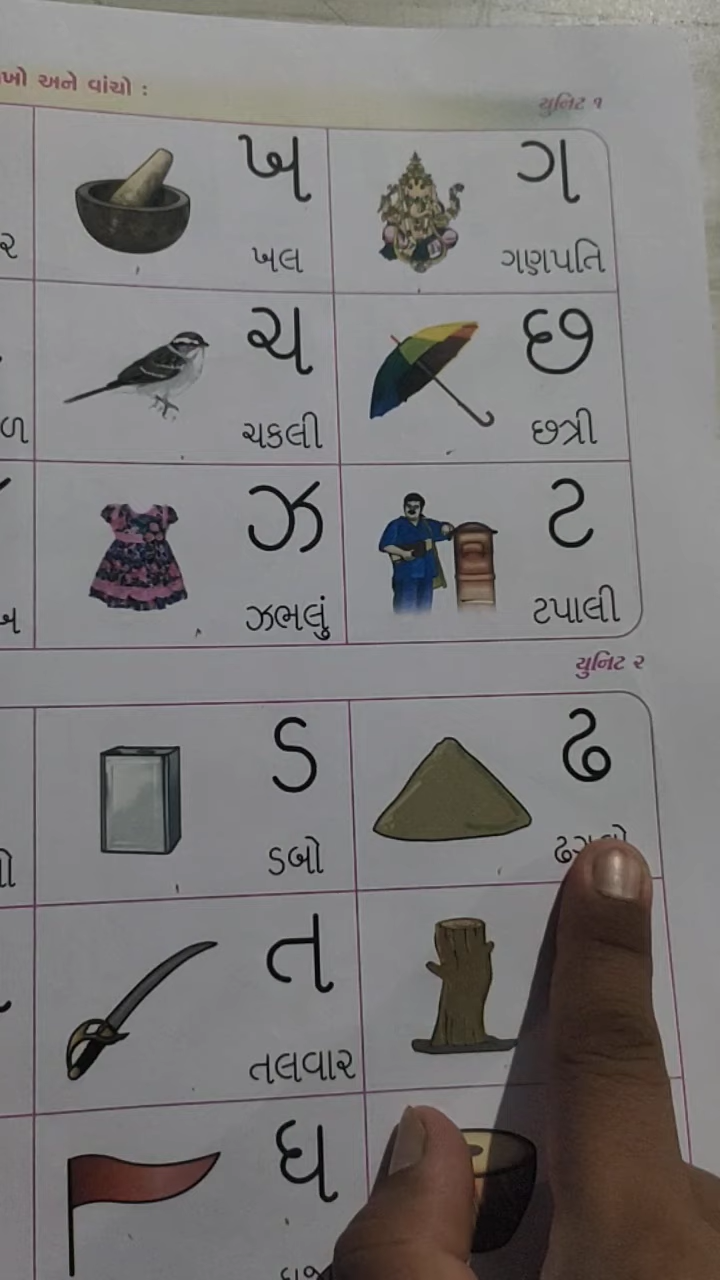 અને વાંચો :
યુનિટ ૧
ખ
ખલ
ગ
ગણપતિ
ચ
ચકલી
છ
છત્રી
ઝ
ઝભલું
ટ
ટપાલી
યુનિટ ૨
ડ
ડબો
ઢ
ત
તલવાર
ધ